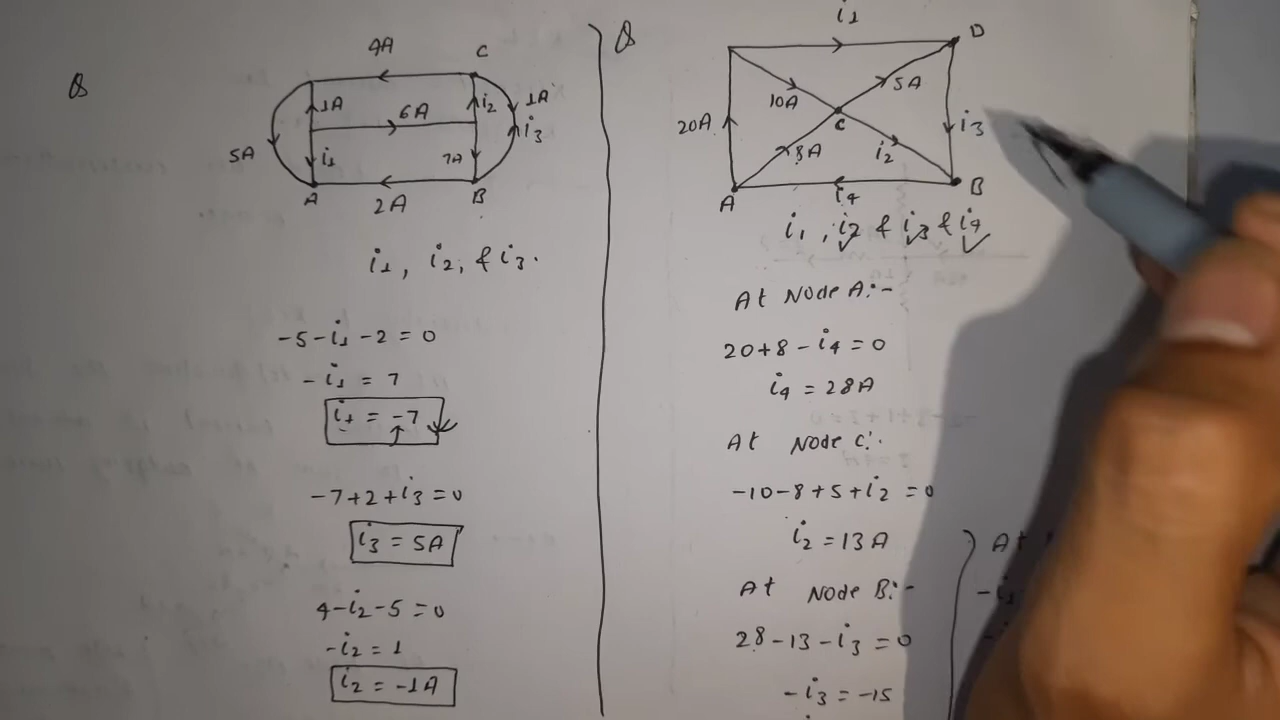 Q
4A
C
1A
6A
i2
1A
i3
5A
i1
7A
A
2A
B
i1, i2, & i3.
-5-i1-2=0
-i1 = 7
i1 = -7
-7+2+i3=0
i3 = 5A
4-i2-5=0
-i2 = 1
i2 = -1A
Q
i1
D
10A
5A
20A
C
i3
8A
i2
A
i4
B
i1, i2 & i3 & i4
At Node A:-
20+8-i4=0
i4 = 28A
At Node C:
-10-8+5+i2 =0
i2 =13A
At Node B:-
28-13-i3=0
-i3=-15